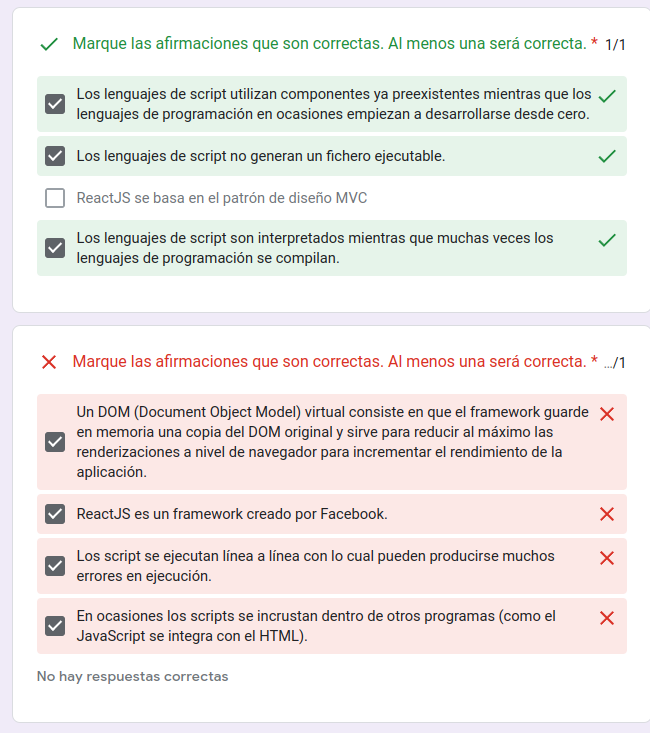 Marque las afirmaciones que son correctas. Al menos una será correcta. * 1/1
Los lenguajes de script utilizan componentes ya preexistentes mientras que los
lenguajes de programación en ocasiones empiezan a desarrollarse desde cero.
Los lenguajes de script no generan un fichero ejecutable.
ReactJS se basa en el patrón de diseño MVC
Los lenguajes de script son interpretados mientras que muchas veces los
lenguajes de programación se compilan.
Marque las afirmaciones que son correctas. Al menos una será correcta. * .../1
Un DOM (Document Object Model) virtual consiste en que el framework guarde
en memoria una copia del DOM original y sirve para reducir al máximo las
renderizaciones a nivel de navegador para incrementar el rendimiento de la
aplicación.
ReactJS es un framework creado por Facebook.
Los script se ejecutan línea a línea con lo cual pueden producirse muchos
errores en ejecución.
En ocasiones los scripts se incrustan dentro de otros programas (como el
JavaScript se integra con el HTML).
No hay respuestas correctas